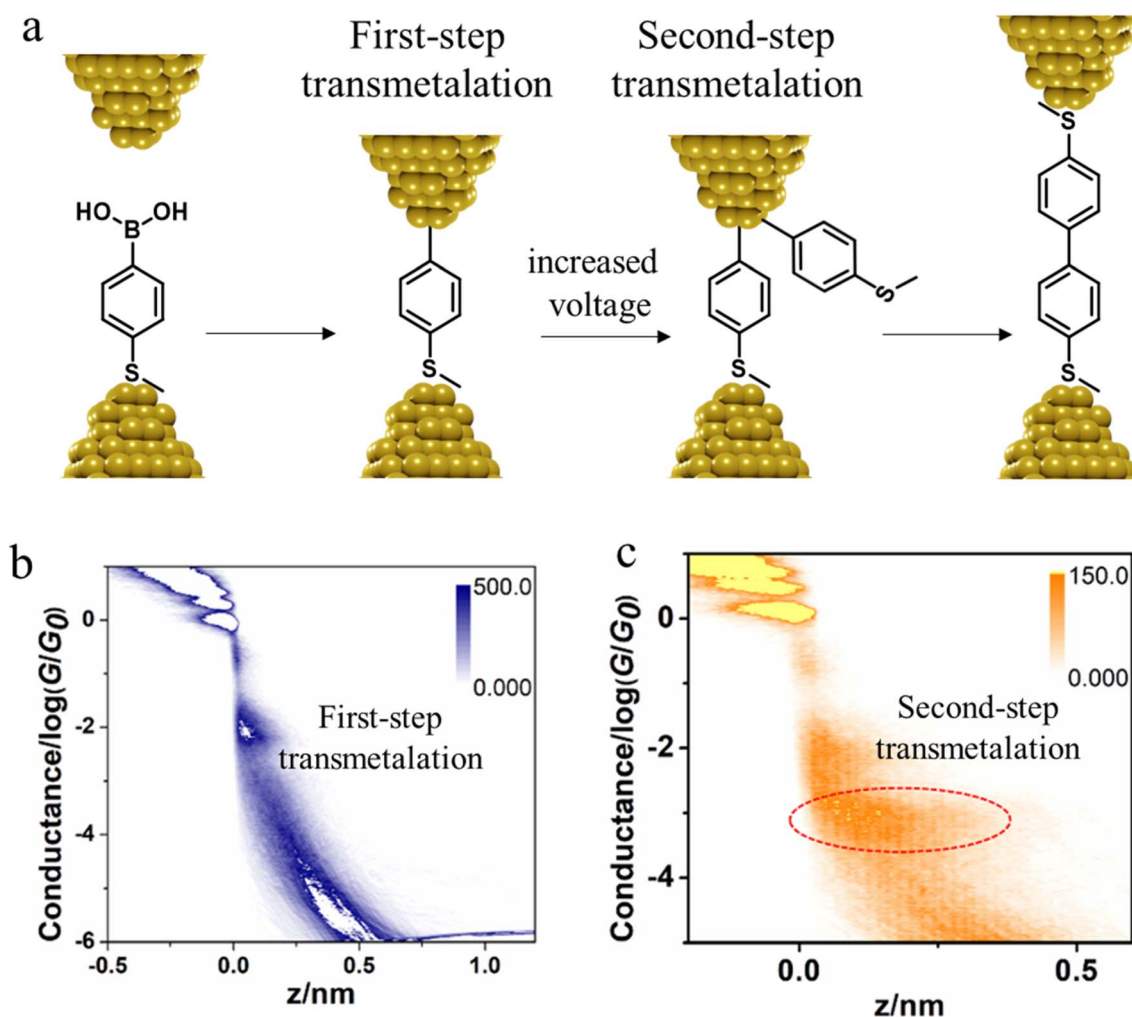 a
First-step
transmetalation
Second-step
transmetalation
HO
OH
B
S
S
increased
voltage
S
S
S
S
b
Conductance/log(G/G0)
0
-2
-4
-6
-0.5
0.0
0.5
1.0
z/nm
500.0
0.000
First-step
transmetalation
c
Conductance/log(G/G0)
0
-2
-4
0.0
0.5
z/nm
150.0
0.000
Second-step
transmetalation